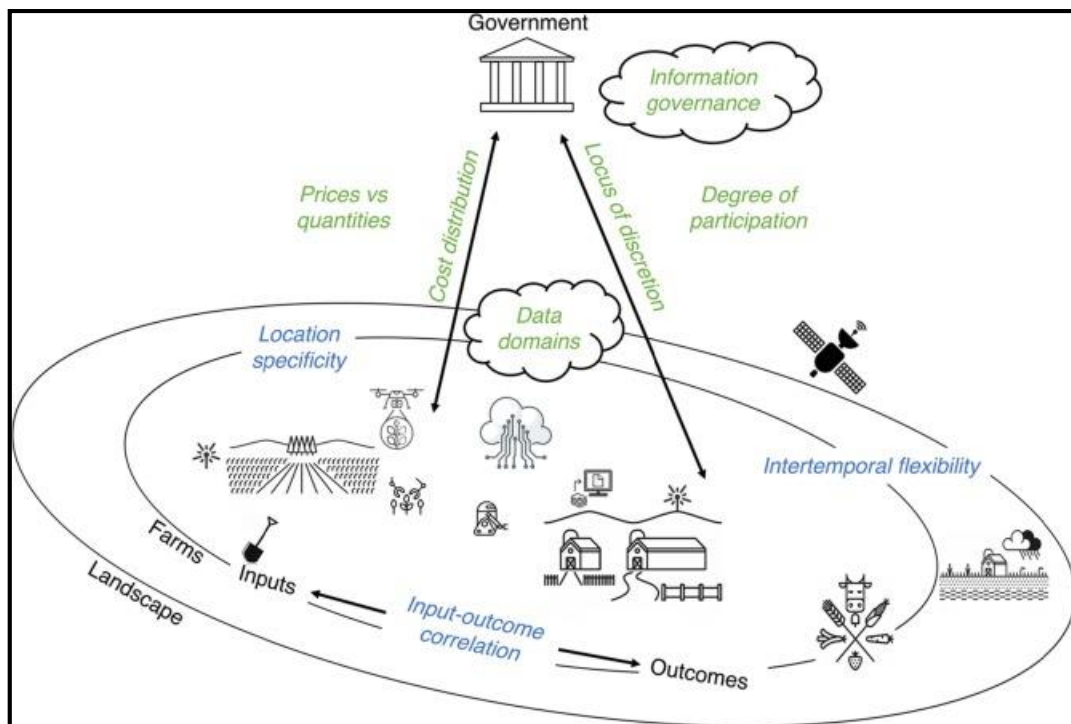 Government
Information
governance
Prices vs
quantities
Cost distribution
Locus of discretion
Degree of
participation
Data
domains
Location
specificity
Intertemporal flexibility
Farms
Inputs
Landscape
Input-outcome
correlation
Outcomes